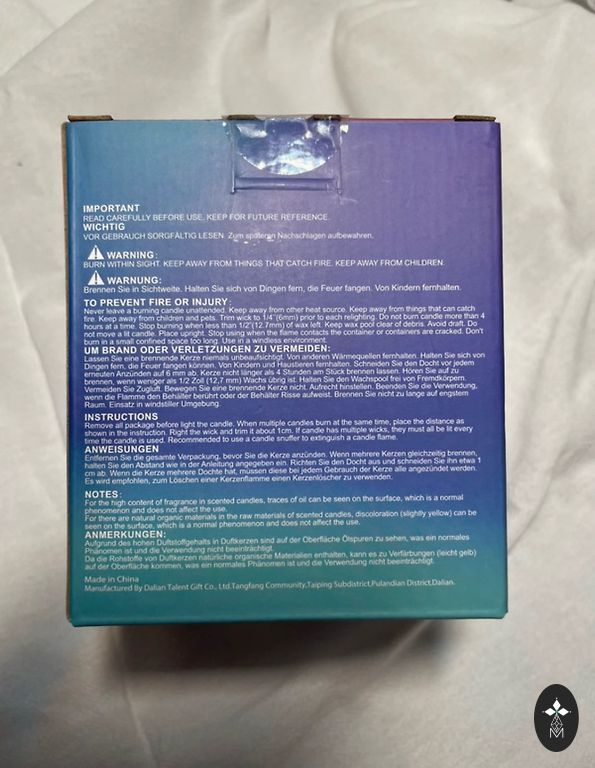 IMPORTANT
READ CAREFULLY BEFORE USE. KEEP FOR FUTURE REFERENCE.
WICHTIG
VOR GEBRAUCH SORGFÄLTIG LESEN. Zum späteren Nachschlagen aufbewahren.
WARNING:
BURN WITHIN SIGHT. KEEP AWAY FROM THINGS THAT CATCH FIRE. KEEP AWAY FROM CHILDREN.
WARNUNG:
Brennen Sie in Sichtweite. Halten Sie sich von Dingen fern, die Feuer fangen. Von Kindern fernhalten.
TO PREVENT FIRE OR INJURY:
Never leave a burning candle unattended. Keep away from other heat source. Keep away from things that can catch
fire. Keep away from children and pets. Trim wick to 1/4"(6mm) prior to each relighting. Do not burn candle more than 4
hours at a time. Stop burning when less than 1/2"(12.7mm) of wax left. Keep wax pool clear of debris. Avoid draft. Do
not move a lit candle. Place upright. Stop using when the flame contacts the container or containers are cracked. Don't
burn in a small confined space too long. Use in a windless environment.
UM BRAND ODER VERLETZUNGEN ZU VERMEIDEN:
Lassen Sie eine brennende Kerze niemals unbeaufsichtigt. Von anderen Wärmequellen fernhalten. Halten Sie sich von
Dingen fern, die Feuer fangen können. Von Kindern und Haustieren fernhalten. Schneiden Sie den Docht vor jedem
erneuten Anzünden auf 6 mm ab. Kerze nicht länger als 4 Stunden am Stück brennen lassen. Hören Sie auf zu
brennen, wenn weniger als 1/2 Zoll (12,7 mm) Wachs übrig ist. Halten Sie den Wachspool frei von Fremdkörpern.
Vermeiden Sie Zugluft. Bewegen Sie eine brennende Kerze nicht. Aufrecht hinstellen. Beenden Sie die Verwendung,
wenn die Flamme den Behälter berührt oder der Behälter Risse aufweist. Brennen Sie nicht zu lange auf engstem
Raum. Einsatz in windstiller Umgebung.
INSTRUCTIONS
Remove all package before light the candle. When multiple candles burn at the same time, place the distance as
shown in the instruction. Right the wick and trim it about 1cm. If candle has multiple wicks, they must all be lit every
time the candle is used. Recommended to use a candle snuffer to extinguish a candle flame.
ANWEISUNGEN
Entfernen Sie die gesamte Verpackung, bevor Sie die Kerze anzünden. Wenn mehrere Kerzen gleichzeitig brennen,
halten Sie den Abstand wie in der Anleitung angegeben ein. Richten Sie den Docht aus und schneiden Sie ihn etwa 1
cm ab. Wenn die Kerze mehrere Dochte hat, müssen diese bei jedem Gebrauch der Kerze alle angezündet werden.
Es wird empfohlen, zum Löschen einer Kerzenflamme einen Kerzenlöscher zu verwenden.
NOTES:
For the high content of fragrance in scented candles, traces of oil can be seen on the surface, which is a normal
phenomenon and does not affect the use.
For there are natural organic materials in the raw materials of scented candles, discoloration (slightly yellow) can be
seen on the surface, which is a normal phenomenon and does not affect the use.
ANMERKUNGEN:
Aufgrund des hohen Duftstoffgehalts in Duftkerzen sind auf der Oberfläche Ölspuren zu sehen, was ein normales
Phänomen ist und die Verwendung nicht beeinträchtigt.
Da die Rohstoffe von Duftkerzen natürliche organische Materialien enthalten, kann es zu Verfärbungen (leicht gelb)
auf der Oberfläche kommen, was ein normales Phänomen ist und die Verwendung nicht beeinträchtigt.
Made in China
Manufactured By Dalian Talent Gift Co., Ltd.Tangfang Community,Taiping Subdistrict,Pulandian District,Dalian.
M